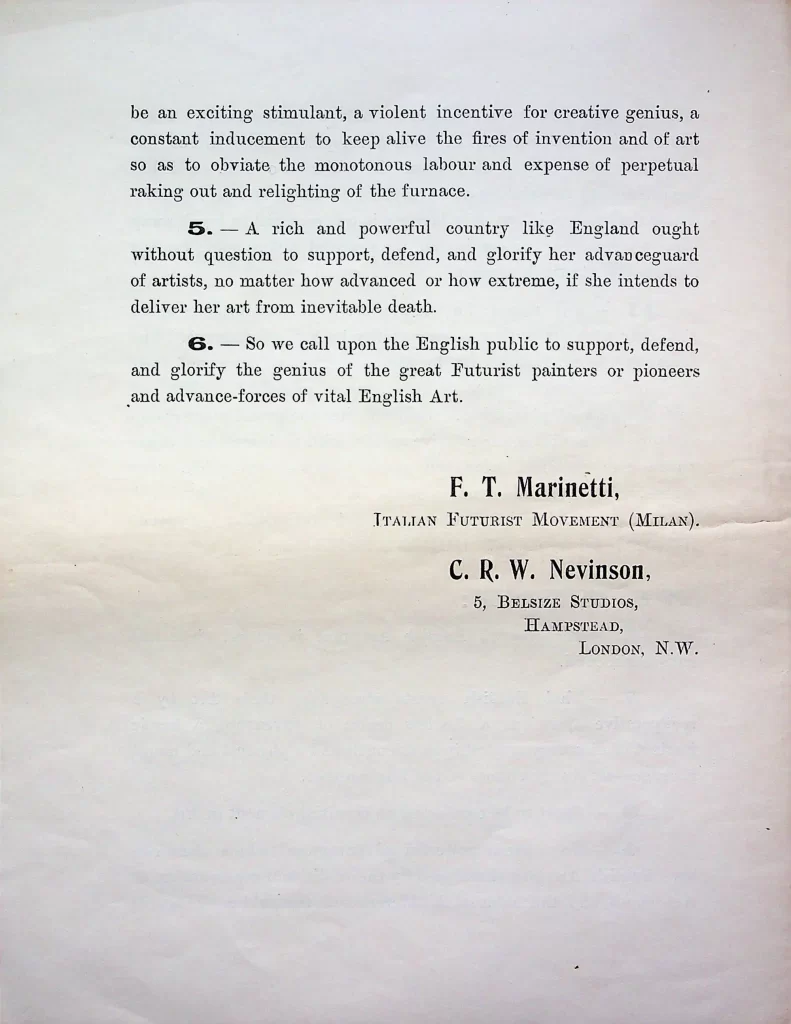 be an exciting stimulant, a violent incentive for creative genius, a
constant inducement to keep alive the fires of invention and of art
so as to obviate the monotonous labour and expense of perpetual
raking out and relighting of the furnace.
5. — A rich and powerful country like England ought
without question to support, defend, and glorify her advanceguard
of artists, no matter how advanced or how extreme, if she intends to
deliver her art from inevitable death.
6. — So we call upon the English public to support, defend,
and glorify the genius of the great Futurist painters or pioneers
and advance-forces of vital English Art.
F. T. Marinetti,
Italian Futurist Movement (Milan).
C. R. W. Nevinson,
5, Belsize Studios,
Hampstead,
London, N.W.